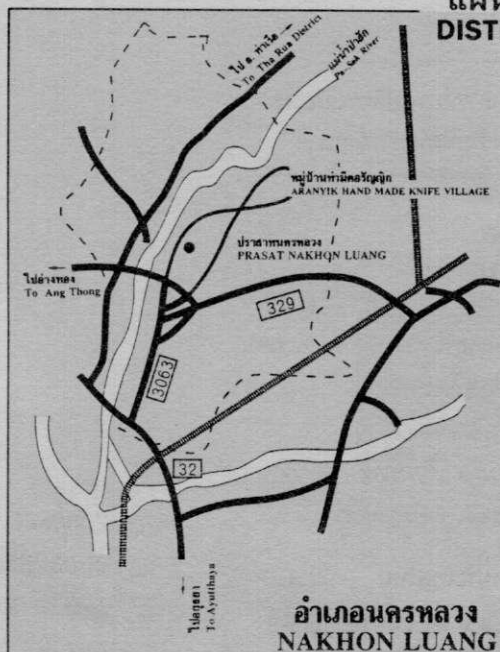 DIST
ไป อ. ท่าเรือ
To Tha Rua District
แม่น้ำป่าสัก
Pa Sak River
หมู่บ้านทำมีดอรัญญิก
ARANYIK HAND MADE KNIFE VILLAGE
ปราสาทนครหลวง
PRASAT NAKHON LUANG
ไปอ่างทอง
To Ang Thong
329
3063
32
ไปอยุธยา
To Ayutthaya
อำเภอนครหลวง
NAKHON LUANG